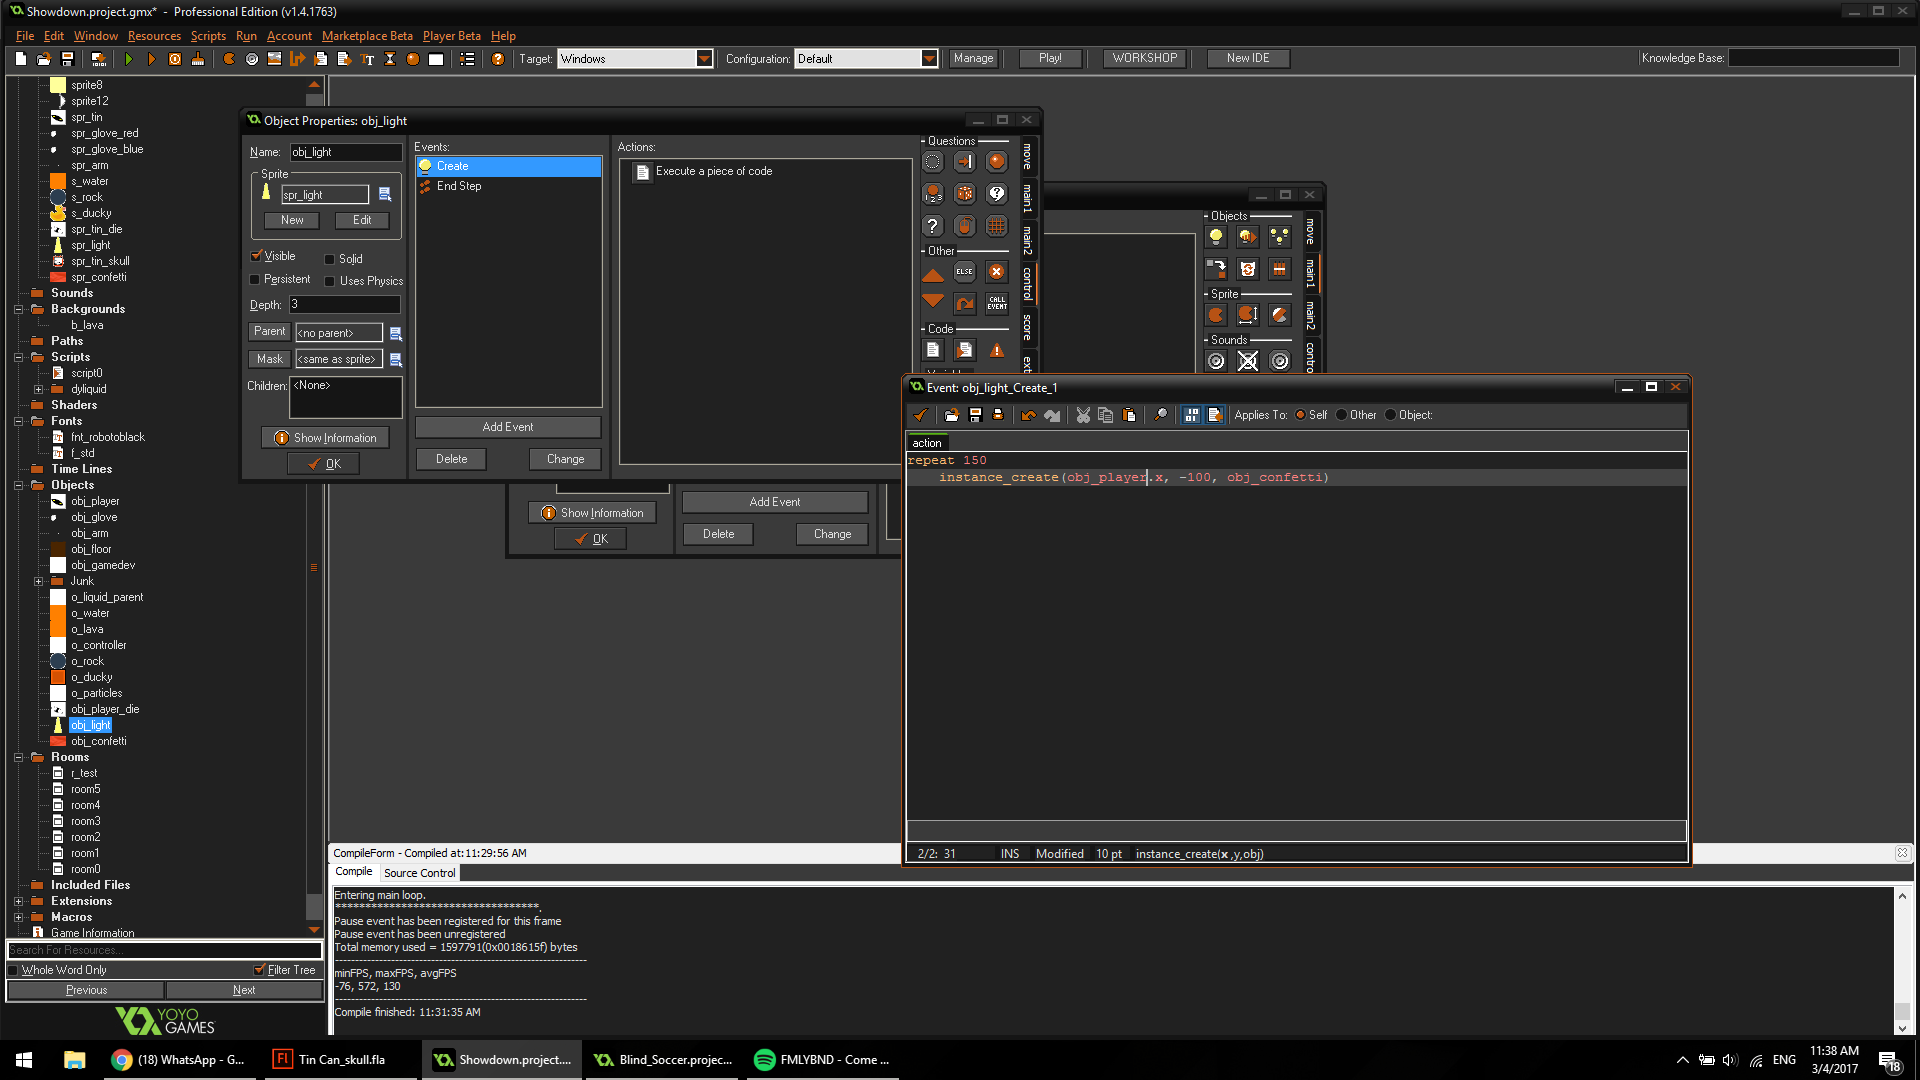 Showdown.project.gmx* - Professional Edition (v1.4.1763)
File Edit Window Resources Scripts Run Account Marketplace Beta Player Beta Help
Target: Windows Configuration: Default Manage Play! WORKSHOP New IDE Knowledge Base:
sprite8
sprite12
spr_tin
spr_glove_red
spr_glove_blue
spr_arm
s_water
s_rock
s_ducky
spr_tin_die
spr_light
spr_tin_skull
spr_confetti
Sounds
Backgrounds
b_lava
Paths
Scripts
script0
dyliquid
Shaders
Fonts
fnt_robotoblack
f_std
Time Lines
Objects
obj_player
obj_glove
obj_arm
obj_floor
obj_gamedev
Junk
o_liquid_parent
o_water
o_lava
o_controller
o_rock
o_ducky
o_particles
obj_player_die
obj_light
obj_confetti
Rooms
r_test
room5
room4
room3
room2
room1
room0
Included Files
Extensions
Macros
Game Information
Search For Resources...
Whole Word Only Filter Tree
Previous Next
YOYO
GAMES
Object Properties: obj_light
Name: obj_light
Sprite
spr_light
New Edit
Visible Solid
Persistent Uses Physics
Depth: 3
Parent <no parent>
Mask <same as sprite>
Children: <None>
Show Information
OK
Events:
Create
End Step
Add Event
Delete Change
Actions:
Execute a piece of code
Questions
Other
ELSE
CALL
EVENT
Code
move
main1
main2
control
score
ext
Show Information
OK
Add Event
Delete Change
Objects
Sprite
Sounds
move
main1
main2
contro
Event: obj_light_Create_1
Applies To: Self Other Object:
action
repeat 150
instance_create(obj_player.x, -100, obj_confetti)
2/2: 31 INS Modified 10 pt instance_create(x ,y,obj)
CompileForm - Compiled at:11:29:56 AM
Compile Source Control
Entering main loop.
***********************************.
Pause event has been registered for this frame
Pause event has been unregistered
Total memory used = 1597791(0x0018615f) bytes
minFPS, maxFPS, avgFPS
-76, 572, 130
Compile finished: 11:31:35 AM
(18) WhatsApp - G...
Tin Can_skull.fla
Showdown.project....
Blind_Soccer.projec...
FMLYBND - Come ...
ENG
11:38 AM
3/4/2017
18